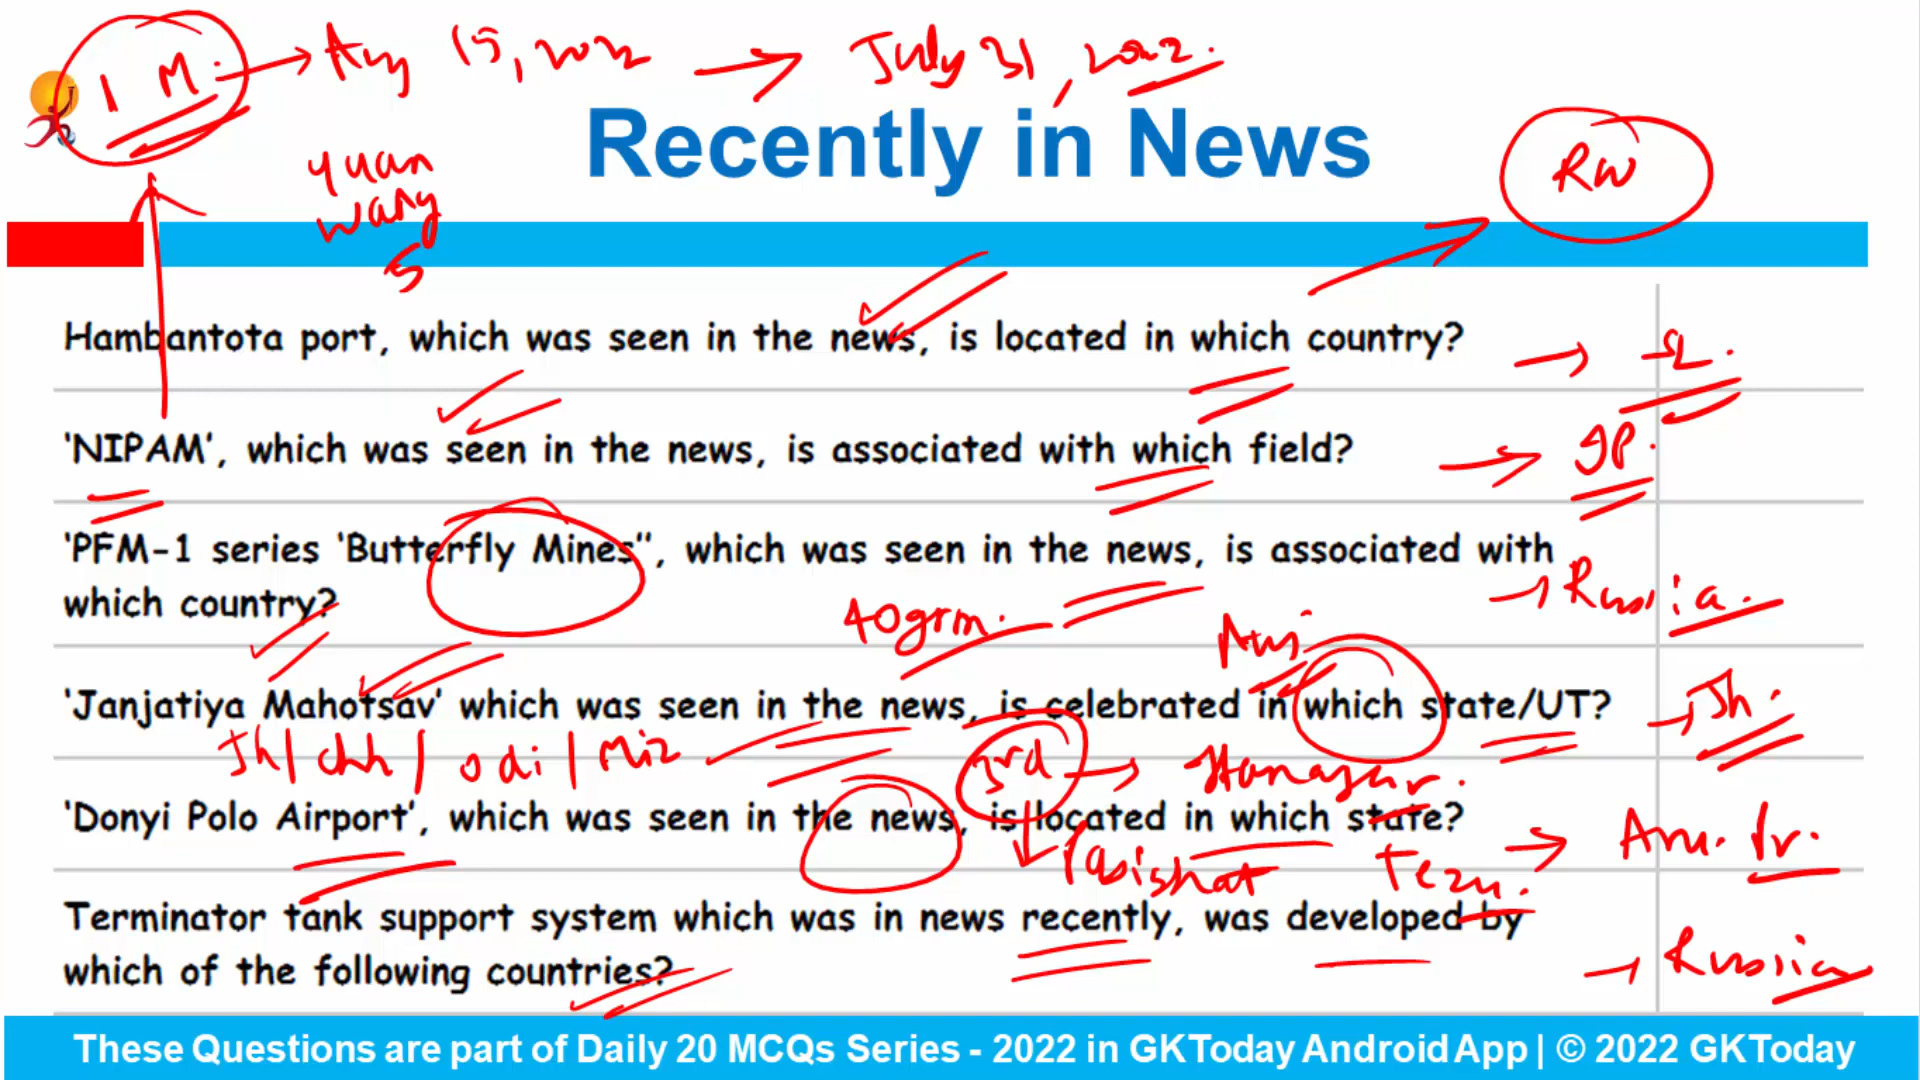 1 M. → Aug 15, 2022 → July 31, 2022.
Recently in News
RW
Yuan
Wang
5
Hambantota port, which was seen in the news, is located in which country?
→ SL.
'NIPAM', which was seen in the news, is associated with which field?
→ IP.
'PFM-1 series 'Butterfly Mines'', which was seen in the news, is associated with
which country?
→ Russia.
40grm.
'Janjatiya Mahotsav' which was seen in the news, is celebrated in which state/UT?
→ Jh.
Jh| chh | odi | Miz
3rd →
'Donyi Polo Airport', which was seen in the news, is located in which state?
→ Aru. Pr.
Tezu.
Terminator tank support system which was in news recently, was developed by
which of the following countries?
→ Russia
These Questions are part of Daily 20 MCQs Series - 2022 in GKToday Android App | © 2022 GKToday